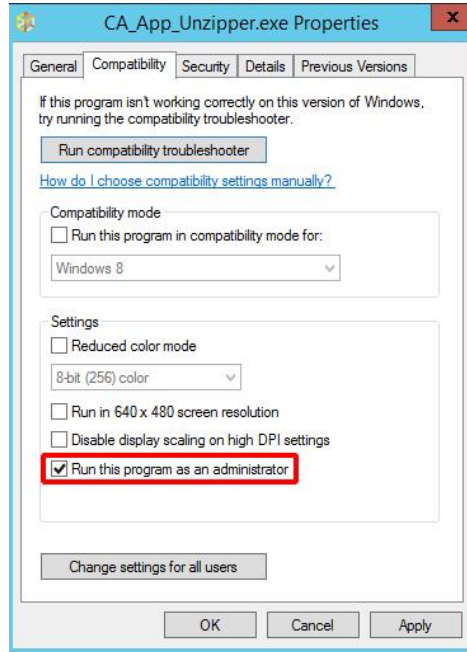 CA_App_Unzipper.exe Properties
x
General Compatibility Security Details Previous Versions
If this program isn't working correctly on this version of Windows,
try running the compatibility troubleshooter.
Run compatibility troubleshooter
How do I choose compatibility settings manually?
Compatibility mode
Run this program in compatibility mode for:
Windows 8
Settings
Reduced color mode
8-bit (256) color
Run in 640 x 480 screen resolution
Disable display scaling on high DPI settings
Run this program as an administrator
Change settings for all users
OK Cancel Apply